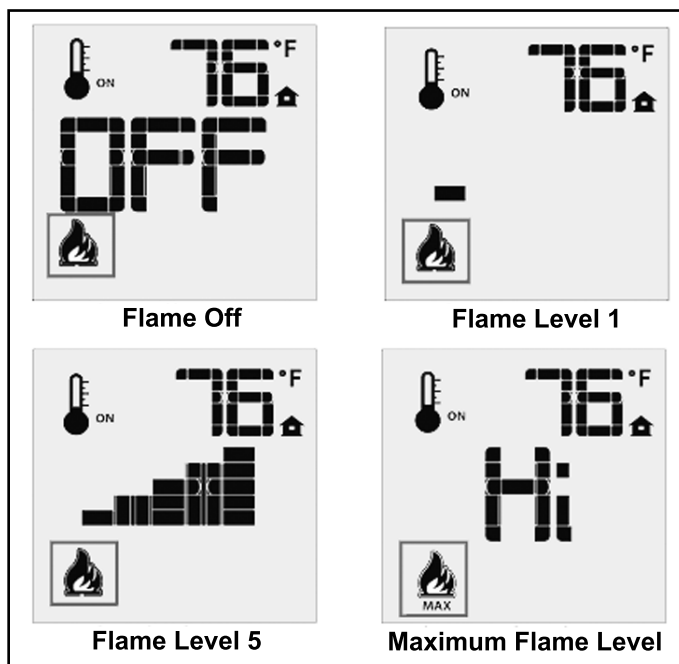 76 °F
ON
OFF
Flame Off
76 °F
ON
Flame Level 1
76 °F
ON
Flame Level 5
76 °F
ON
Hi
MAX
Maximum Flame Level